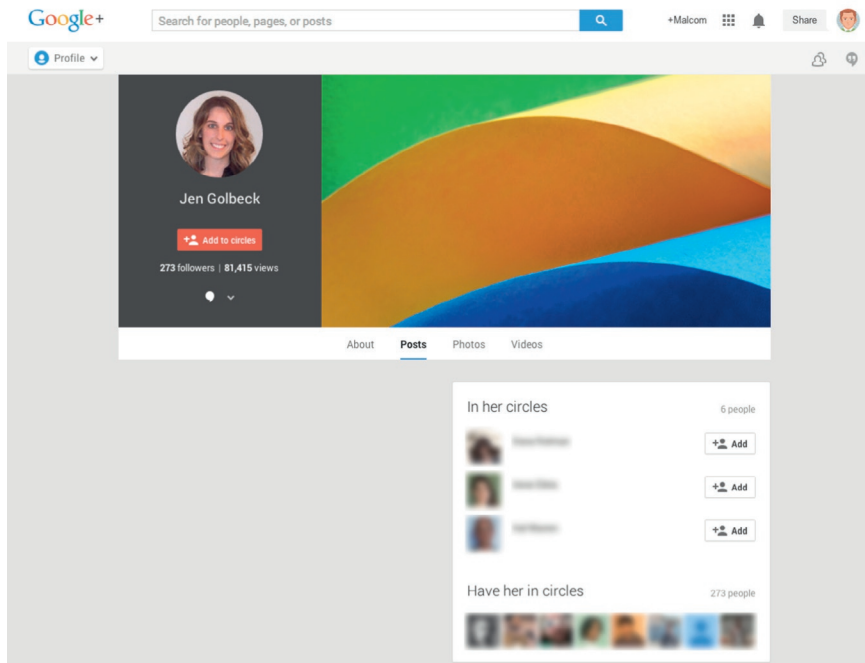 Google+
Search for people, pages, or posts
+Malcom
Share
Profile
Jen Golbeck
Add to circles
273 followers | 81,415 views
About Posts Photos Videos
In her circles 6 people
Add
Add
Add
Have her in circles 273 people